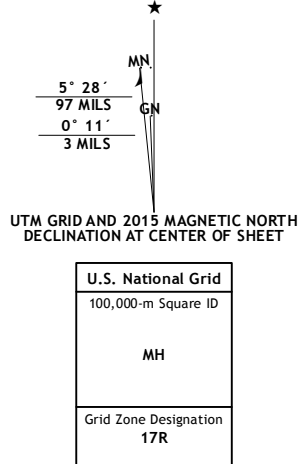 MN
5° 28´
97 MILS
GN
0° 11´
3 MILS
UTM GRID AND 2015 MAGNETIC NORTH
DECLINATION AT CENTER OF SHEET
U.S. National Grid
100,000-m Square ID
MH
Grid Zone Designation
17R